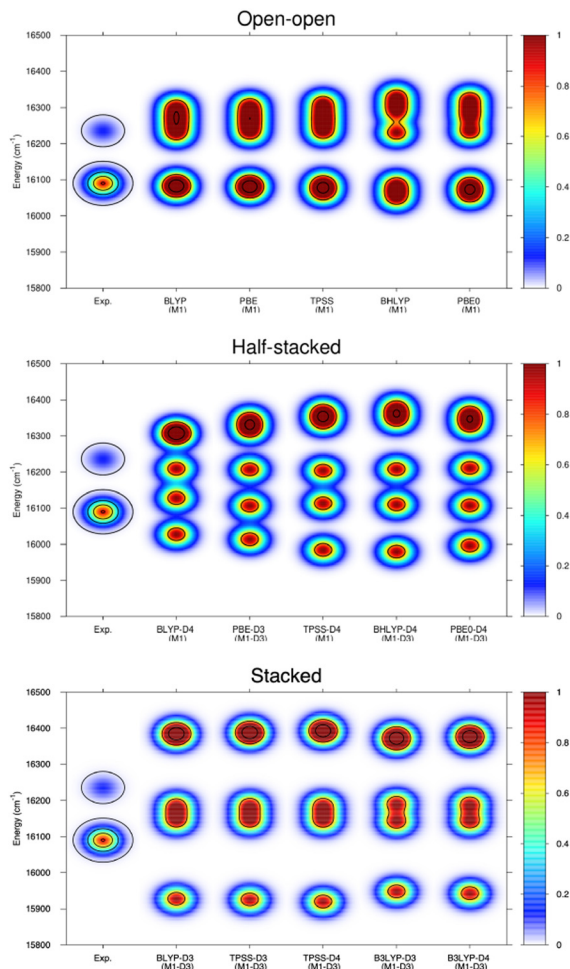 Open-open
16500
16400
16300
16200
16100
16000
15900
15800
Energy (cm⁻¹)
Exp.
BLYP
(M1)
PBE
(M1)
TPSS
(M1)
BHLYP
(M1)
PBE0
(M1)
1
0.8
0.6
0.4
0.2
0
Half-stacked
16500
16400
16300
16200
16100
16000
15900
15800
Energy (cm⁻¹)
Exp.
BLYP-D4
(M1)
PBE-D3
(M1-D3)
TPSS-D4
(M1)
BHLYP-D4
(M1-D3)
PBE0-D4
(M1-D3)
1
0.8
0.6
0.4
0.2
0
Stacked
16500
16400
16300
16200
16100
16000
15900
15800
Energy (cm⁻¹)
Exp.
BLYP-D3
(M1-D3)
TPSS-D3
(M1-D3)
TPSS-D4
(M1-D3)
B3LYP-D3
(M1-D3)
B3LYP-D4
(M1-D3)
1
0.8
0.6
0.4
0.2
0